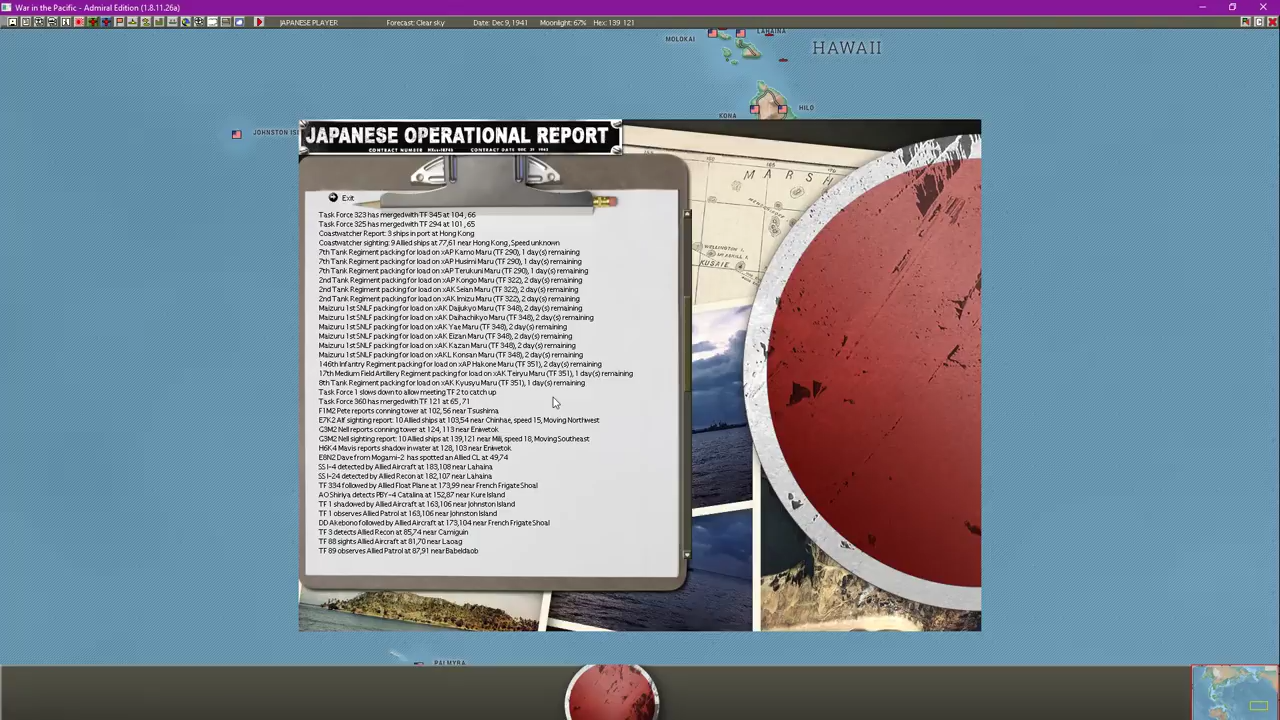 War in the Pacific - Admiral Edition (1.8.11.26a)
JAPANESE PLAYER Forecast: Clear sky Date: Dec 9, 1941 Moonlight: 67% Hex: 139 121
LAHAINA
MOLOKAI
HAWAII
KONA
HILO
JOHNSTON IS
JAPANESE OPERATIONAL REPORT
MARSH
KUSAIE
Exit
Task Force 323 has merged with TF 345 at 104 , 66
Task Force 325 has merged with TF 294 at 101 , 65
Coastwatcher Report: 3 ships in port at Hong Kong
Coastwatcher sighting: 9 Allied ships at 77,61 near Hong Kong , Speed unknown
7th Tank Regiment packing for load on xAP Kamo Maru (TF 290), 1 day(s) remaining
7th Tank Regiment packing for load on xAP Husimi Maru (TF 290), 1 day(s) remaining
7th Tank Regiment packing for load on xAP Terukuni Maru (TF 290), 1 day(s) remaining
2nd Tank Regiment packing for load on xAP Kongo Maru (TF 322), 2 day(s) remaining
2nd Tank Regiment packing for load on xAK Seian Maru (TF 322), 2 day(s) remaining
2nd Tank Regiment packing for load on xAK Imizu Maru (TF 322), 2 day(s) remaining
Maizuru 1st SNLF packing for load on xAK Daijukyo Maru (TF 348), 2 day(s) remaining
Maizuru 1st SNLF packing for load on xAK Daihachikyo Maru (TF 348), 2 day(s) remaining
Maizuru 1st SNLF packing for load on xAK Yae Maru (TF 348), 2 day(s) remaining
Maizuru 1st SNLF packing for load on xAK Eizan Maru (TF 348), 2 day(s) remaining
Maizuru 1st SNLF packing for load on xAK Kazan Maru (TF 348), 2 day(s) remaining
Maizuru 1st SNLF packing for load on xAKL Konsan Maru (TF 348), 2 day(s) remaining
146th Infantry Regiment packing for load on xAP Hakone Maru (TF 351), 2 day(s) remaining
17th Medium Field Artillery Regiment packing for load on xAK Teiryu Maru (TF 351), 1 day(s) remaining
8th Tank Regiment packing for load on xAK Kyusyu Maru (TF 351), 1 day(s) remaining
Task Force 1 slows down to allow meeting TF 2 to catch up
Task Force 360 has merged with TF 121 at 65 , 71
F1M2 Pete reports conning tower at 102, 56 near Tsushima
E7K2 Alf sighting report: 10 Allied ships at 103,54 near Chinhae, speed 15, Moving Northwest
G3M2 Nell reports conning tower at 124, 113 near Eniwetok
G3M2 Nell sighting report: 10 Allied ships at 139,121 near Mili, speed 18, Moving Southeast
H6K4 Mavis reports shadow in water at 128, 103 near Eniwetok
E8N2 Dave from Mogami-2 has spotted an Allied CL at 49,74
SS I-4 detected by Allied Aircraft at 183,108 near Lahaina
SS I-24 detected by Allied Recon at 182,107 near Lahaina
TF 334 followed by Allied Float Plane at 173,99 near French Frigate Shoal
AO Shiriya detects PBY-4 Catalina at 152,87 near Kure Island
TF 1 shadowed by Allied Aircraft at 163,106 near Johnston Island
TF 1 observes Allied Patrol at 163,106 near Johnston Island
DD Akebono followed by Allied Aircraft at 173,104 near French Frigate Shoal
TF 3 detects Allied Recon at 85,74 near Camiguin
TF 88 sights Allied Aircraft at 81,70 near Laoag
TF 89 observes Allied Patrol at 87,91 near Babeldaob
PALMYRA